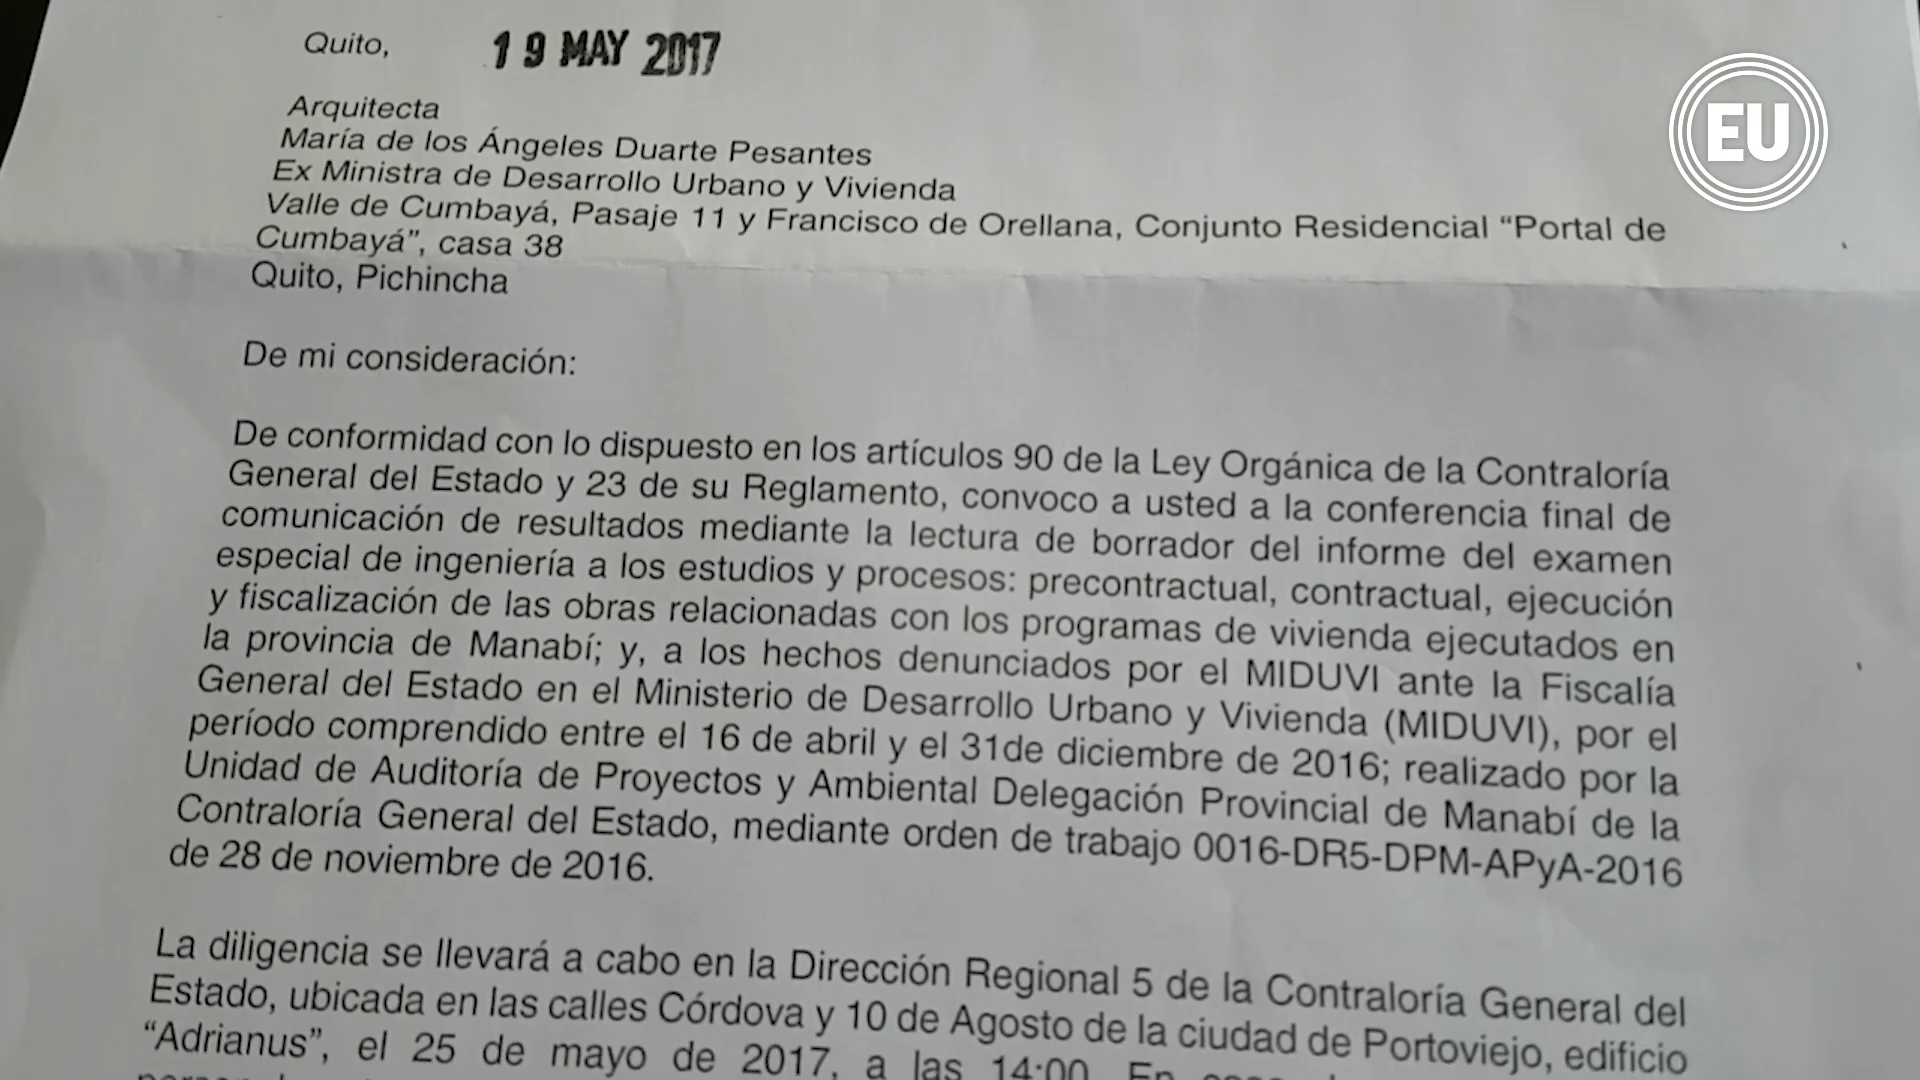 Quito, 19 MAY 2017
EU
Arquitecta
María de los Ángeles Duarte Pesantes
Ex Ministra de Desarrollo Urbano y Vivienda
Valle de Cumbayá, Pasaje 11 y Francisco de Orellana, Conjunto Residencial “Portal de
Cumbayá”, casa 38
Quito, Pichincha
De mi consideración:
De conformidad con lo dispuesto en los artículos 90 de la Ley Orgánica de la Contraloría
General del Estado y 23 de su Reglamento, convoco a usted a la conferencia final de
comunicación de resultados mediante la lectura de borrador del informe del examen
especial de ingeniería a los estudios y procesos: precontractual, contractual, ejecución
y fiscalización de las obras relacionadas con los programas de vivienda ejecutados en
la provincia de Manabí; y, a los hechos denunciados por el MIDUVI ante la Fiscalía
General del Estado en el Ministerio de Desarrollo Urbano y Vivienda (MIDUVI), por el
período comprendido entre el 16 de abril y el 31de diciembre de 2016; realizado por la
Unidad de Auditoría de Proyectos y Ambiental Delegación Provincial de Manabí de la
Contraloría General del Estado, mediante orden de trabajo 0016-DR5-DPM-APyA-2016
de 28 de noviembre de 2016.
La diligencia se llevará a cabo en la Dirección Regional 5 de la Contraloría General del
Estado, ubicada en las calles Córdova y 10 de Agosto de la ciudad de Portoviejo, edificio
“Adrianus”, el 25 de mayo de 2017, a las 14:00. En